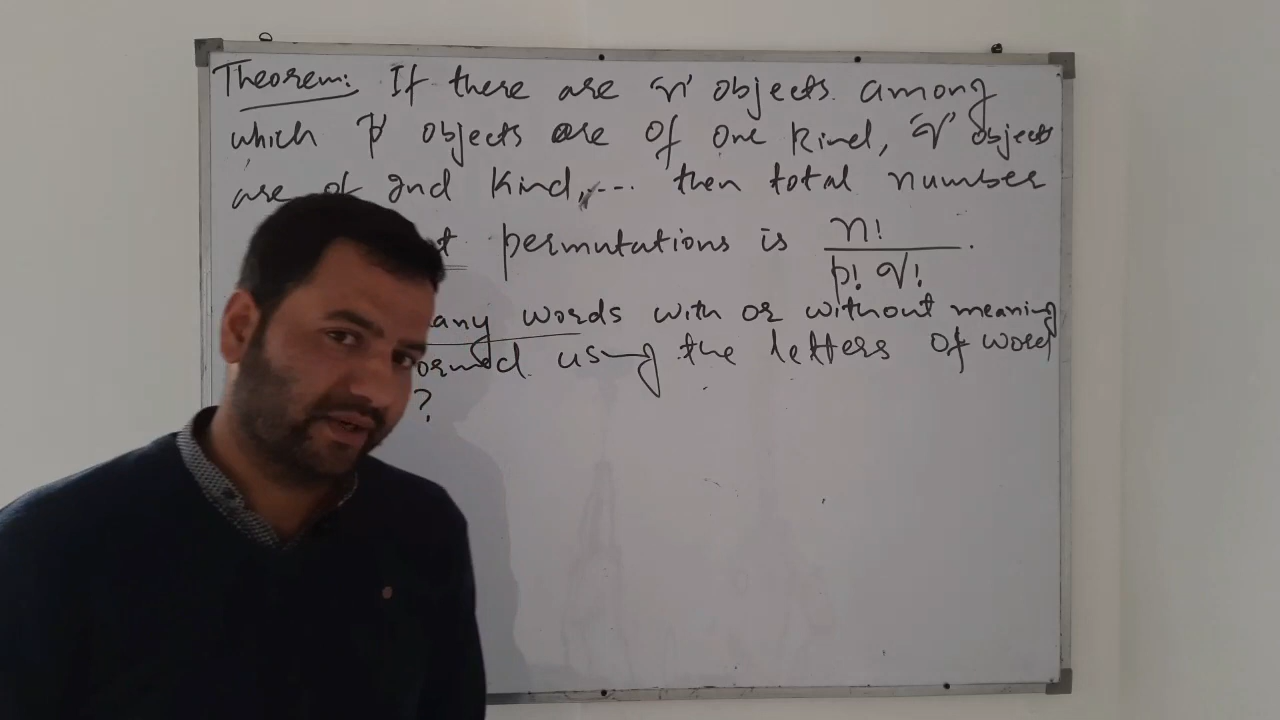 Theorem: If there are 'n' objects among
which 'p' objects are of one kind, 'q' objects
are of 2nd kind, --- then total number
permutations is n! / p! q! .
any words with or without meaning
ormed using the letters of word
?